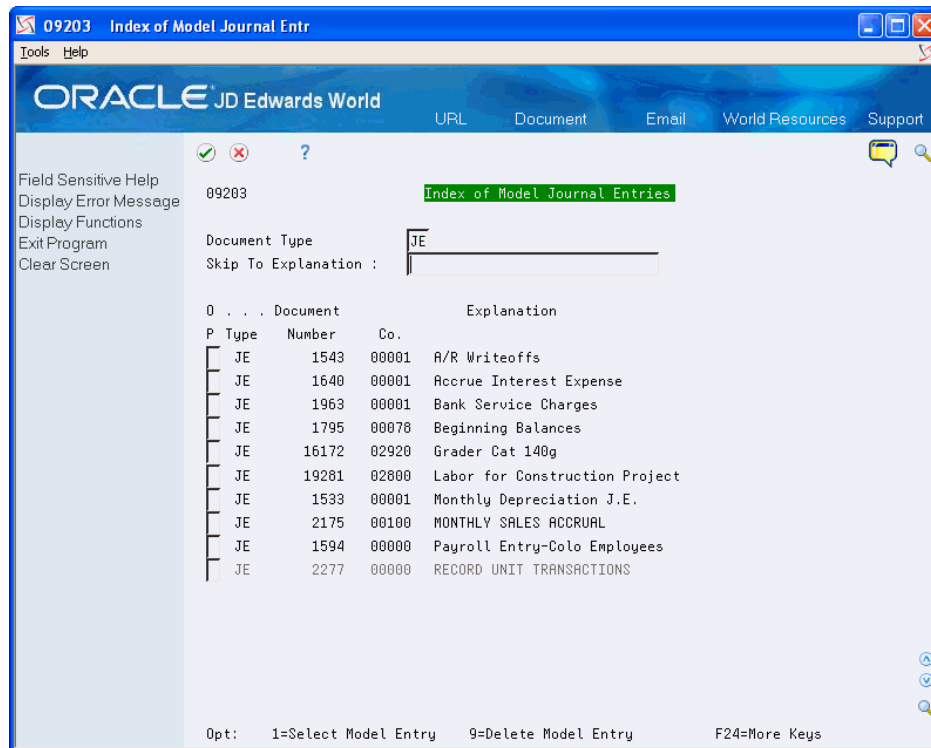 09203 Index of Model Journal Entr
Tools Help
ORACLE JD Edwards World
URL Document Email World Resources Support
?
Field Sensitive Help
Display Error Message
Display Functions
Exit Program
Clear Screen
09203 Index of Model Journal Entries
Document Type JE
Skip To Explanation :
O . . . Document Explanation
P Type Number Co.
JE 1543 00001 A/R Writeoffs
JE 1640 00001 Accrue Interest Expense
JE 1963 00001 Bank Service Charges
JE 1795 00078 Beginning Balances
JE 16172 02920 Grader Cat 140g
JE 19281 02800 Labor for Construction Project
JE 1533 00001 Monthly Depreciation J.E.
JE 2175 00100 MONTHLY SALES ACCRUAL
JE 1594 00000 Payroll Entry-Colo Employees
JE 2277 00000 RECORD UNIT TRANSACTIONS
Opt: 1=Select Model Entry 9=Delete Model Entry F24=More Keys